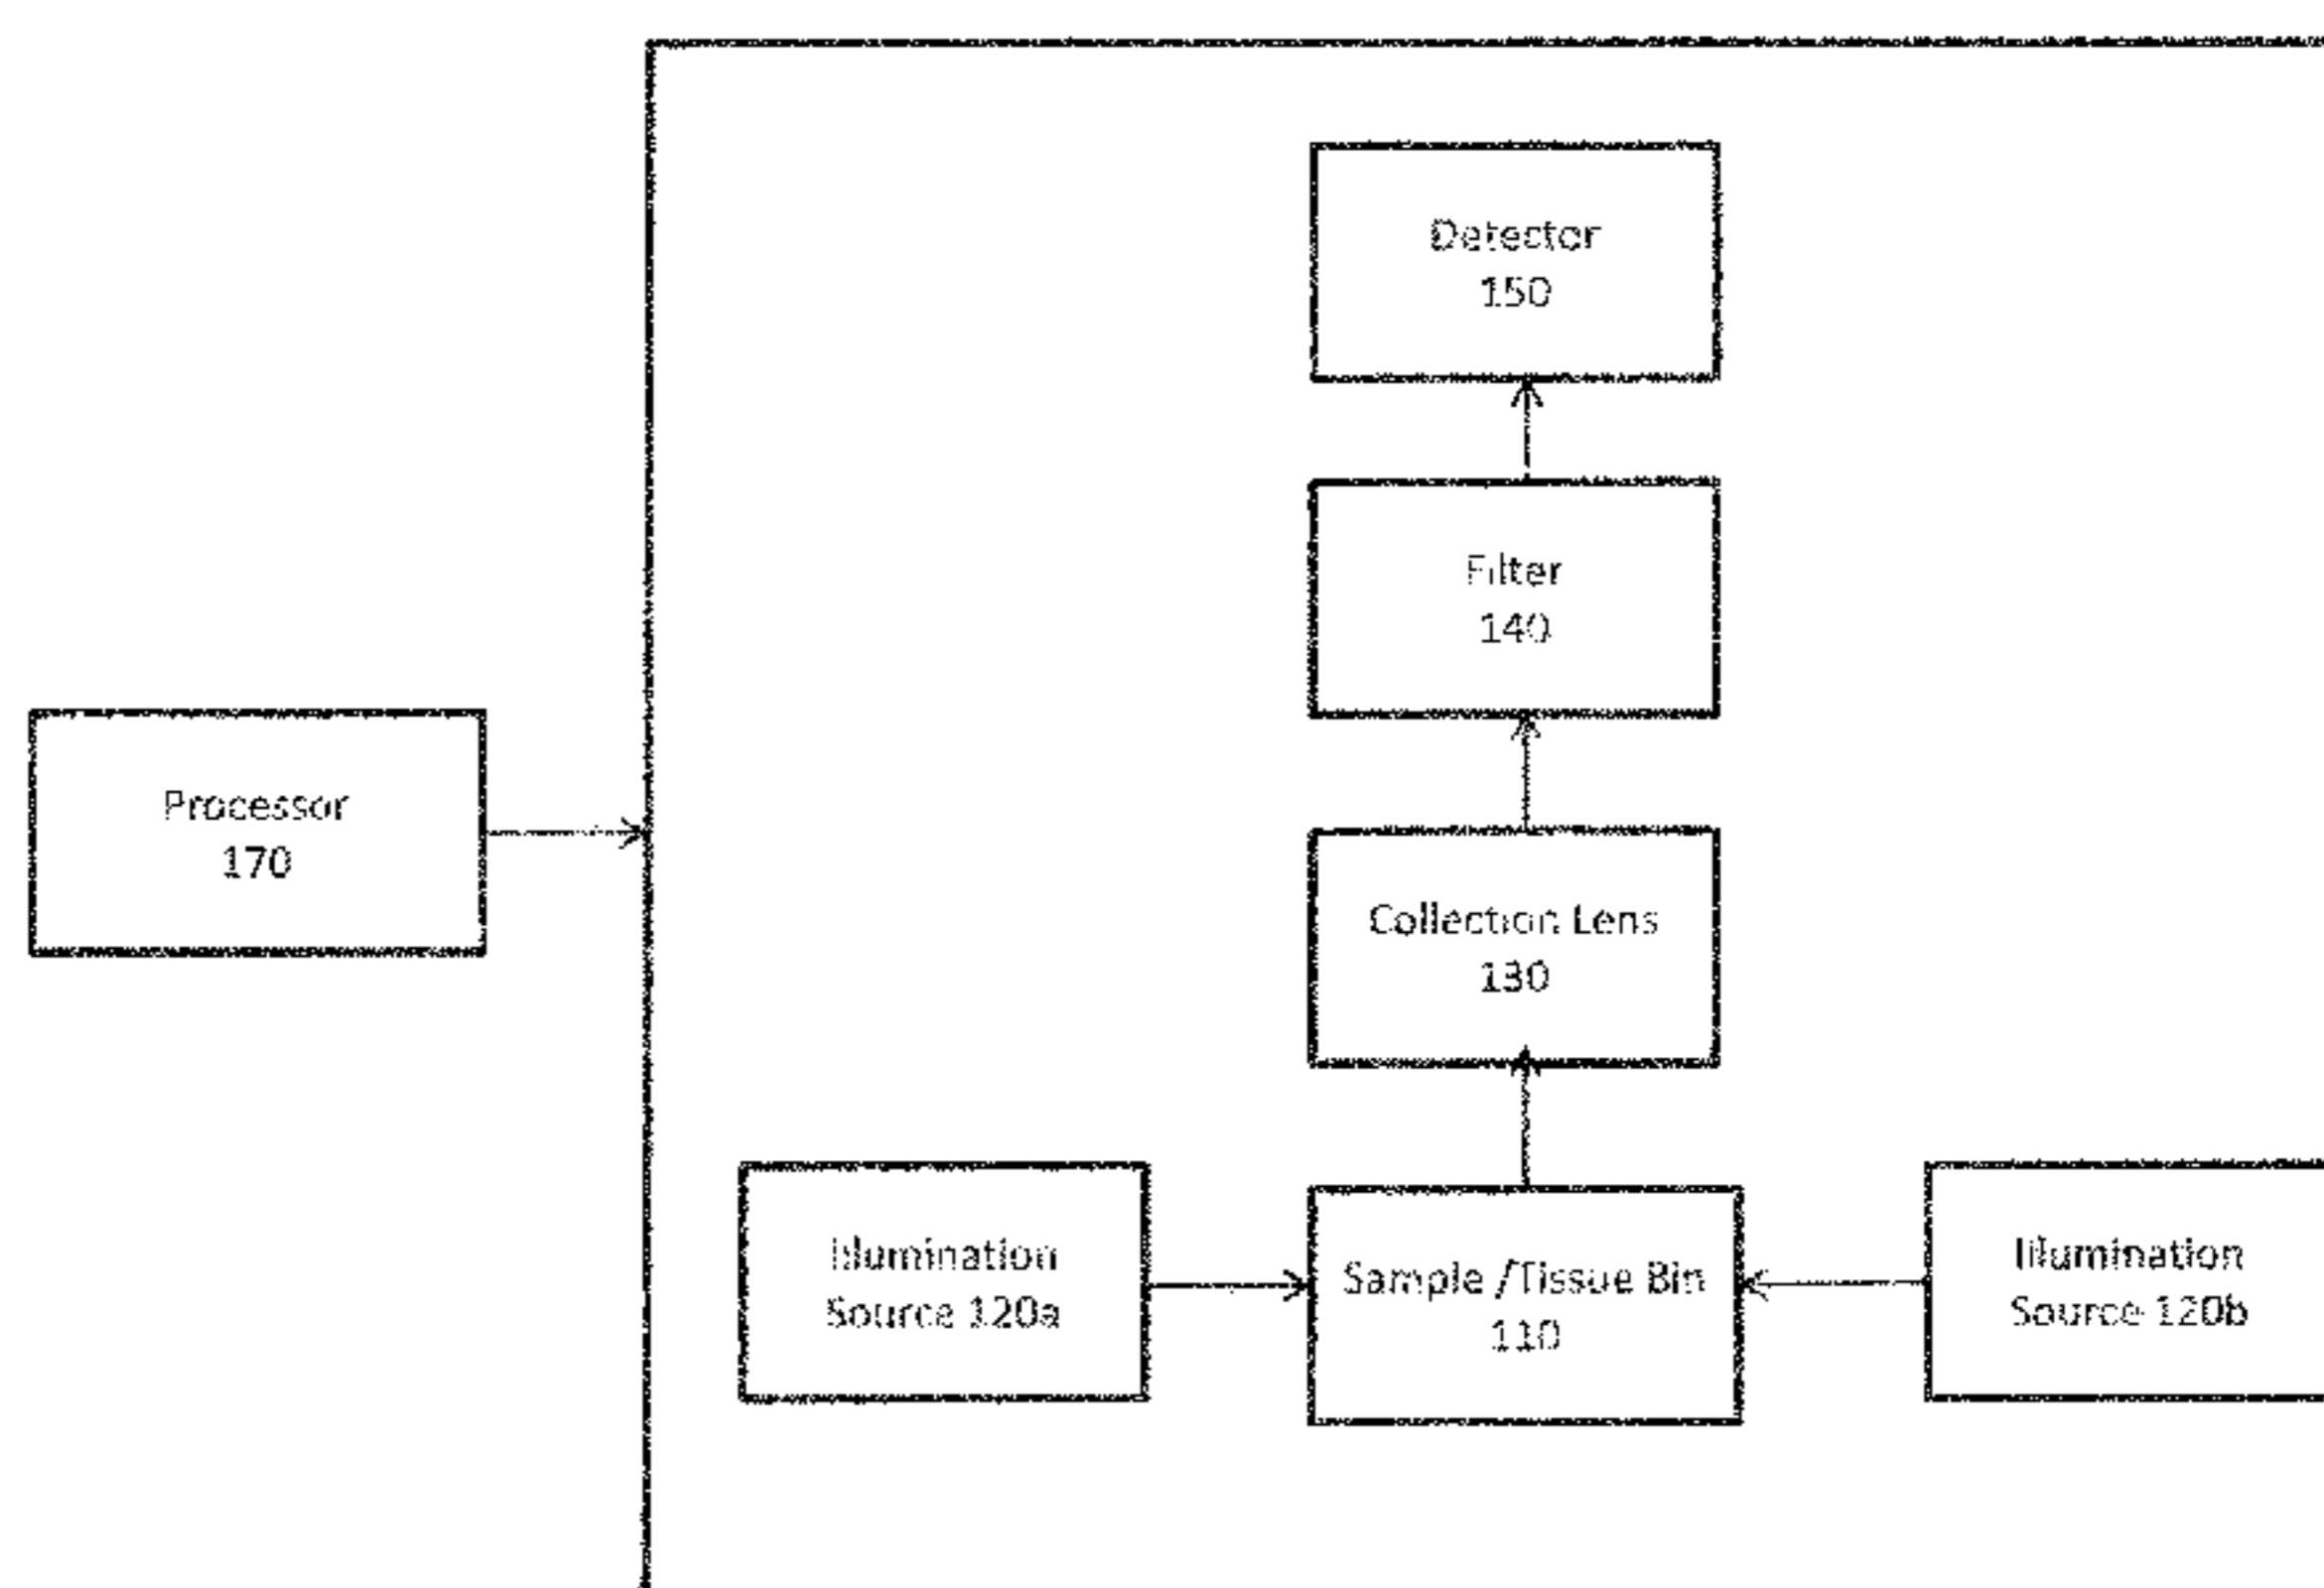 Detector
150
Filter
140
Processor
170
Collection Lens
130
Illumination
Source 120a
Sample /Tissue Bin
110
Illumination
Source 120b